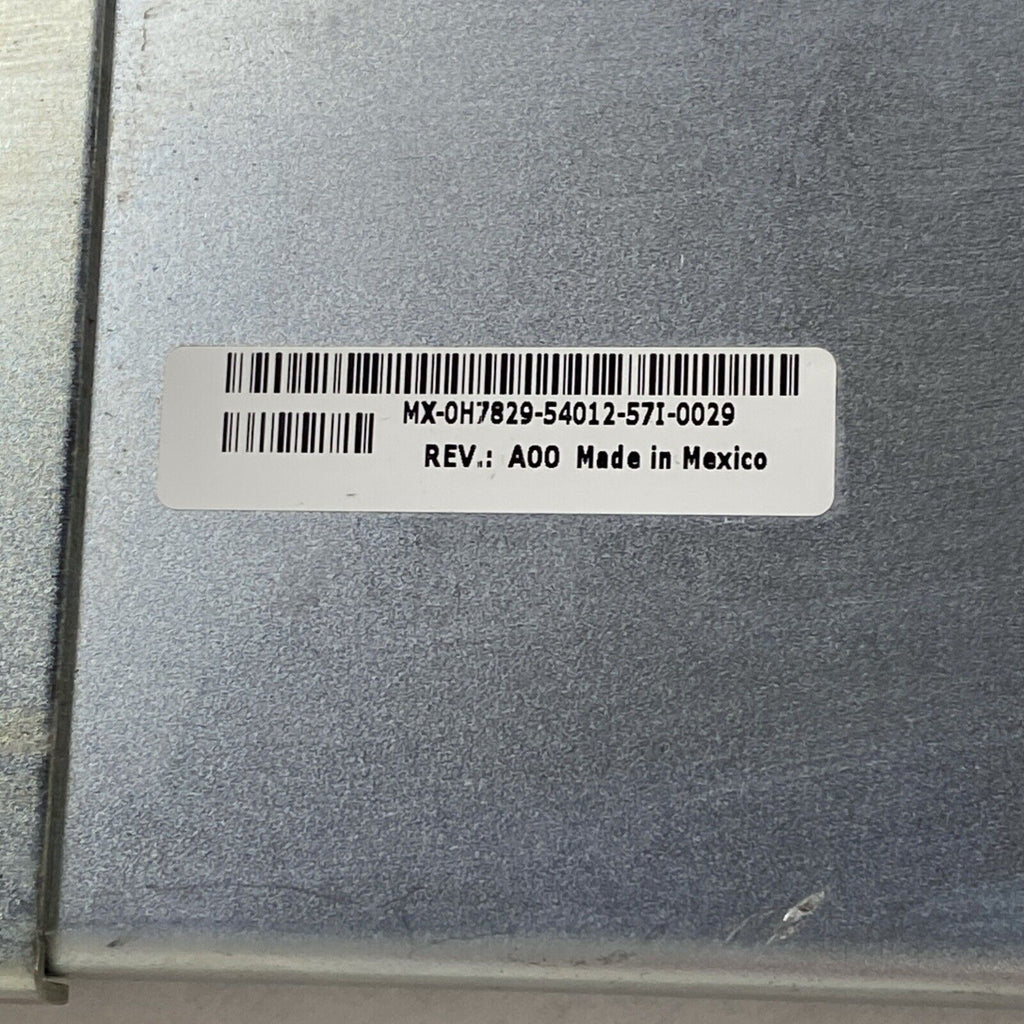 MX-0H7829-54012-57I-0029
REV.: A00 Made in Mexico